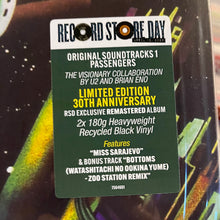 RECORD STORE DAY
ORIGINAL SOUNDTRACKS 1
PASSENGERS
THE VISIONARY COLLABORATION
BY U2 AND BRIAN ENO
LIMITED EDITION
30TH ANNIVERSARY
RSD EXCLUSIVE REMASTERED ALBUM
2x 180g Heavyweight
Recycled Black Vinyl
Features
"MISS SARAJEVO"
& BONUS TRACK "BOTTOMS
(WATASHITACHI NO OOKINA YUME)
- ZOO STATION REMIX"
7504691